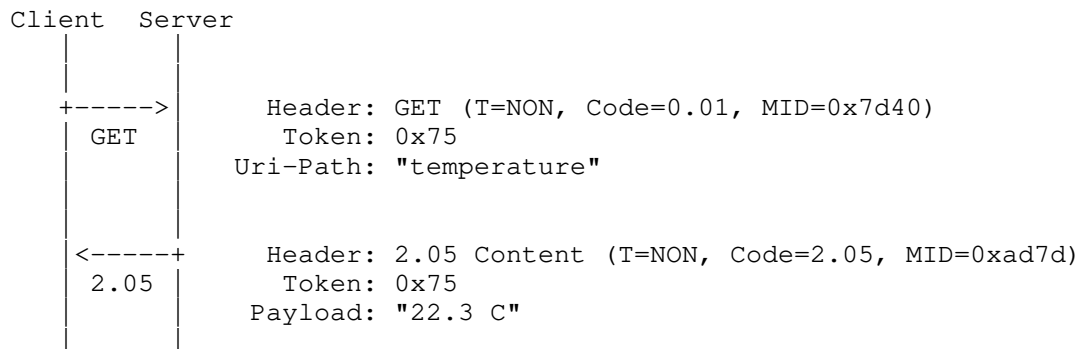 Client Server
+----->| Header: GET (T=NON, Code=0.01, MID=0x7d40)
| GET | Token: 0x75
Uri-Path: "temperature"
|<-----+ Header: 2.05 Content (T=NON, Code=2.05, MID=0xad7d)
| 2.05 | Token: 0x75
Payload: "22.3 C"